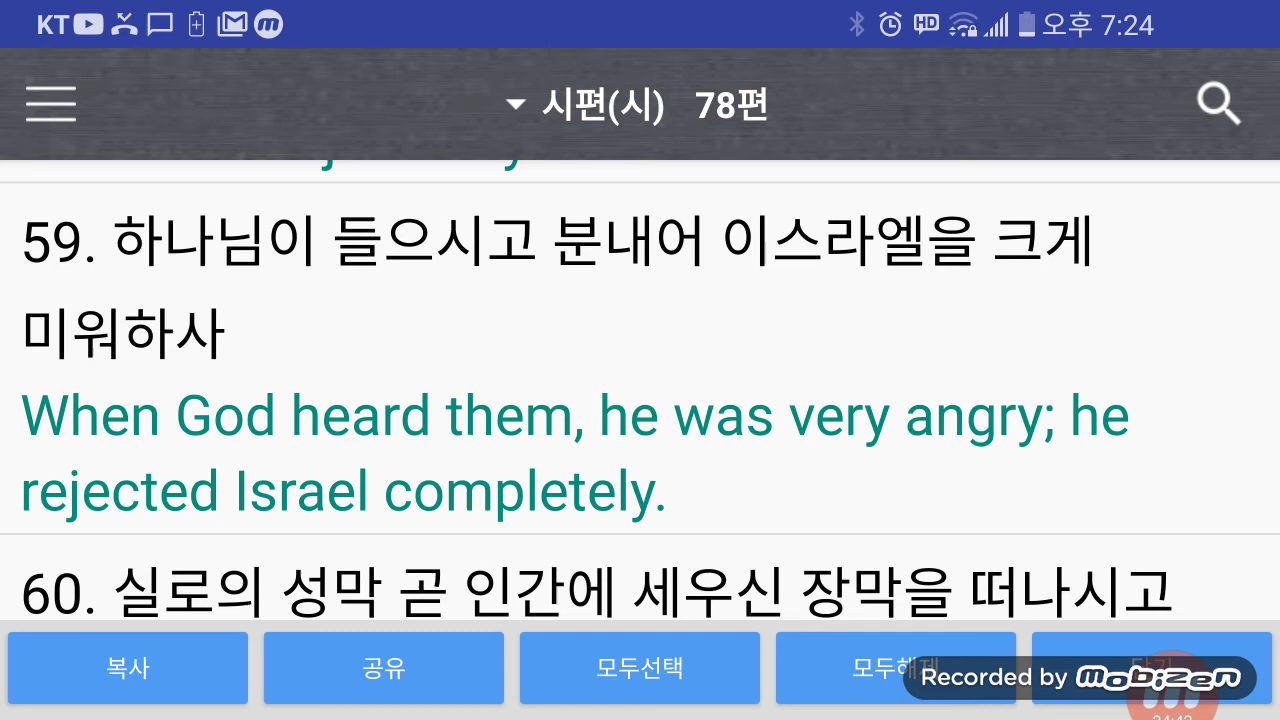 KT 오후 7:24
시편(시) 78편
59. 하나님이 들으시고 분내어 이스라엘을 크게
미워하사
When God heard them, he was very angry; he
rejected Israel completely.
60. 실로의 성막 곧 인간에 세우신 장막을 떠나시고
복사 공유 모두선택 모두해제
Recorded by mobizen